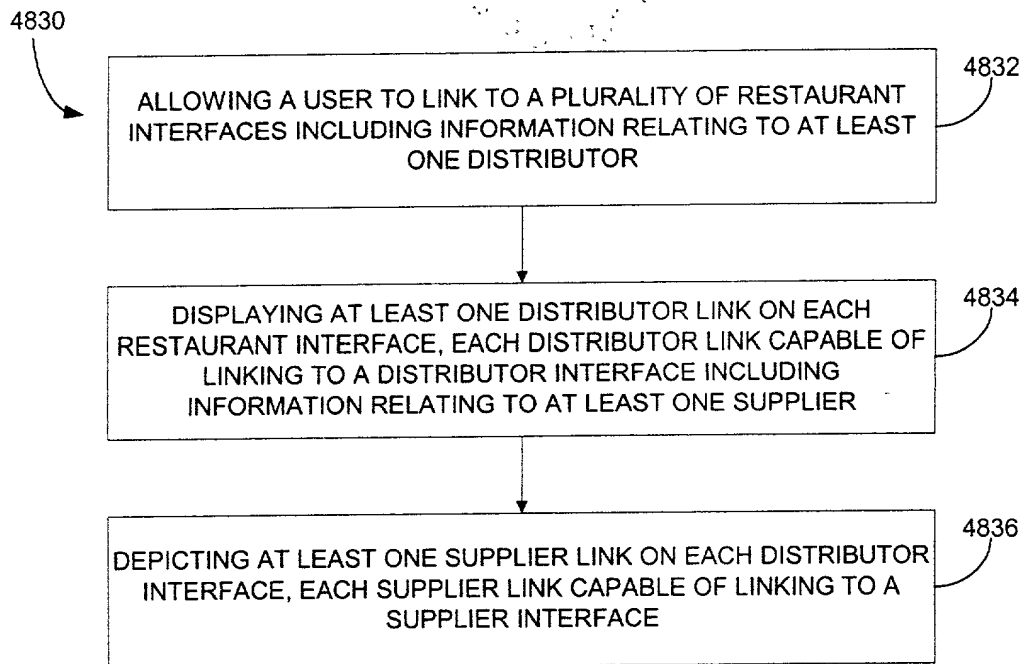 4830
4832
ALLOWING A USER TO LINK TO A PLURALITY OF RESTAURANT
INTERFACES INCLUDING INFORMATION RELATING TO AT LEAST
ONE DISTRIBUTOR
4834
DISPLAYING AT LEAST ONE DISTRIBUTOR LINK ON EACH
RESTAURANT INTERFACE, EACH DISTRIBUTOR LINK CAPABLE OF
LINKING TO A DISTRIBUTOR INTERFACE INCLUDING
INFORMATION RELATING TO AT LEAST ONE SUPPLIER
4836
DEPICTING AT LEAST ONE SUPPLIER LINK ON EACH DISTRIBUTOR
INTERFACE, EACH SUPPLIER LINK CAPABLE OF LINKING TO A
SUPPLIER INTERFACE